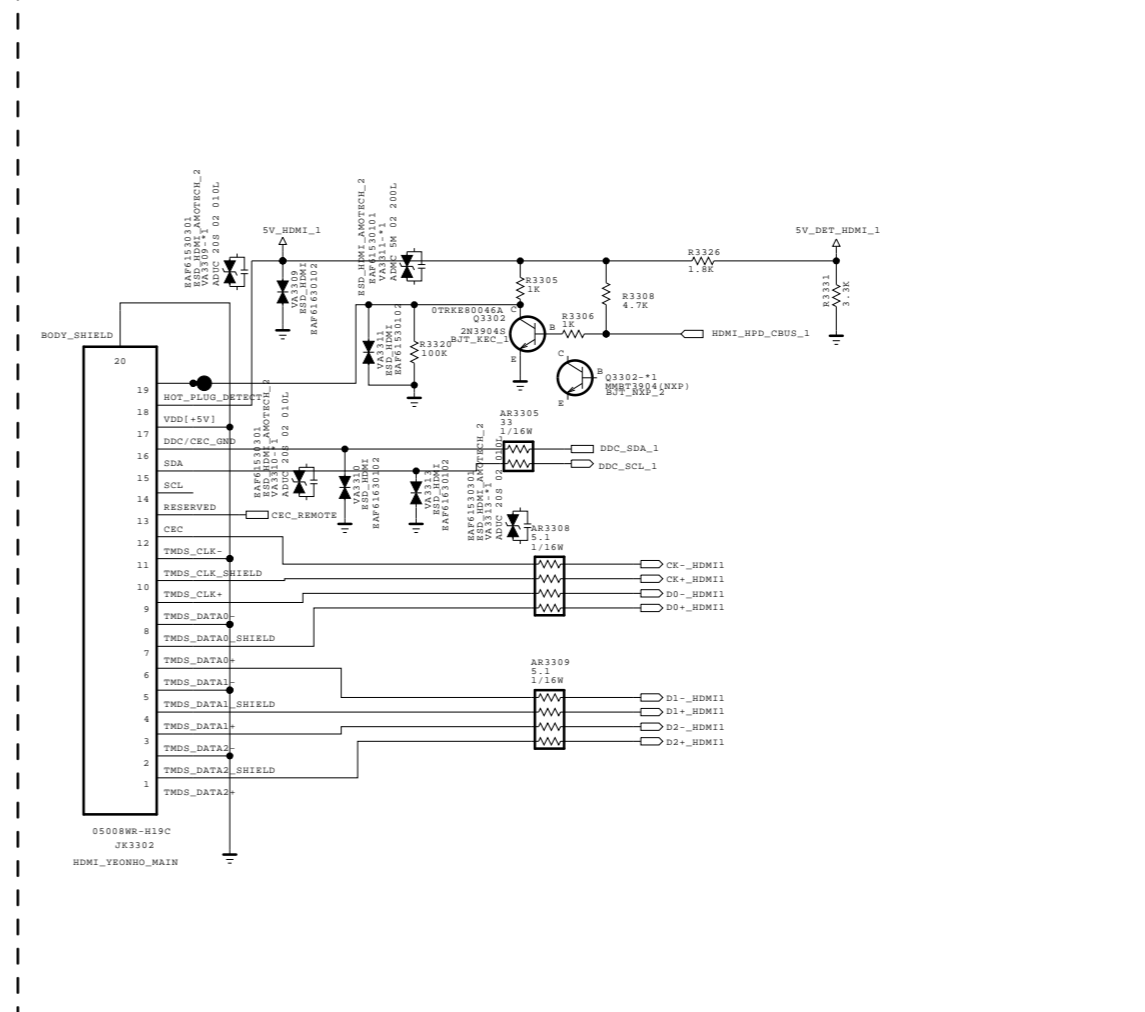 EAF61530301
ESD_HDMI_AMOTECH_2
VA3309-*1
ADUC 20S 02 010L
5V_HDMI_1
VA3309
ESD_HDMI
EAF61630102
ESD_HDMI_AMOTECH_2
EAF61530101
VA3311-*1
ADMC 5M 02 200L
5V_DET_HDMI_1
R3326
1.8K
R3331
3.3K
R3305
1K
R3308
4.7K
0TRKE80046A
Q3302
2N3904S
BJT_KEC_1
C
B
E
R3306
1K
HDMI_HPD_CBUS_1
VA3311
ESD_HDMI
EAF61530102
R3320
100K
C
B
E
Q3302-*1
MMBT3904(NXP)
BJT_NXP_2
BODY_SHIELD
20
19
HOT_PLUG_DETECT
18
VDD[+5V]
17
DDC/CEC_GND
16
SDA
15
SCL
14
RESERVED
13
CEC
12
TMDS_CLK-
11
TMDS_CLK_SHIELD
10
TMDS_CLK+
9
TMDS_DATA0-
8
TMDS_DATA0_SHIELD
7
TMDS_DATA0+
6
TMDS_DATA1-
5
TMDS_DATA1_SHIELD
4
TMDS_DATA1+
3
TMDS_DATA2-
2
TMDS_DATA2_SHIELD
1
TMDS_DATA2+
CEC_REMOTE
EAF61530301
ESD_HDMI_AMOTECH_2
VA3310-*1
ADUC 20S 02 010L
VA3310
ESD_HDMI
EAF61630102
VA3313
ESD_HDMI
EAF61630102
EAF61530301
ESD_HDMI_AMOTECH_2
VA3313-*1
ADUC 20S 02 010L
AR3305
33
1/16W
DDC_SDA_1
DDC_SCL_1
AR3308
5.1
1/16W
CK-_HDMI1
CK+_HDMI1
D0-_HDMI1
D0+_HDMI1
AR3309
5.1
1/16W
D1-_HDMI1
D1+_HDMI1
D2-_HDMI1
D2+_HDMI1
05008WR-H19C
JK3302
HDMI_YEONHO_MAIN